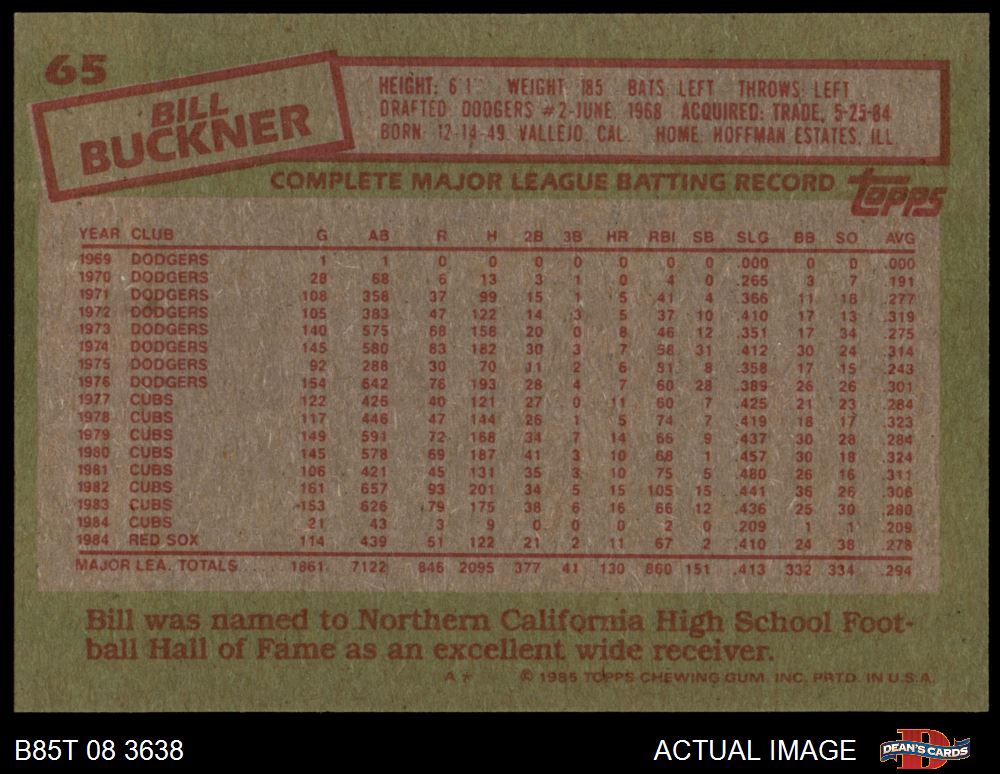 65
BILL
BUCKNER
HEIGHT: 6'1" WEIGHT: 185 BATS: LEFT THROWS: LEFT
DRAFTED: DODGERS #2-JUNE, 1968 ACQUIRED: TRADE, 5-25-84
BORN: 12-14-49, VALLEJO, CAL. HOME: HOFFMAN ESTATES, ILL
COMPLETE MAJOR LEAGUE BATTING RECORD
topps
YEAR CLUB G AB R H 2B 3B HR RBI SB SLG BB SO AVG
1969 DODGERS 1 1 0 0 0 0 0 0 0 .000 0 0 .000
1970 DODGERS 28 68 6 13 3 1 0 4 0 .265 3 7 .191
1971 DODGERS 108 358 37 99 15 1 5 41 4 .366 11 18 .277
1972 DODGERS 105 383 47 122 14 3 5 37 10 .410 17 13 .319
1973 DODGERS 140 575 68 158 20 0 8 46 12 .351 17 34 .275
1974 DODGERS 145 580 83 182 30 3 7 58 31 .412 30 24 .314
1975 DODGERS 92 288 30 70 11 2 6 31 8 .358 17 15 .243
1976 DODGERS 154 642 76 193 28 4 7 60 28 .389 26 26 .301
1977 CUBS 122 426 40 121 27 0 11 60 7 .425 21 23 .284
1978 CUBS 117 446 47 144 26 1 5 74 7 .419 18 17 .323
1979 CUBS 149 591 72 168 34 7 14 66 9 .437 30 28 .284
1980 CUBS 145 578 69 187 41 3 10 68 1 .457 30 18 .324
1981 CUBS 106 421 45 131 35 3 10 75 5 .480 26 16 .311
1982 CUBS 161 657 93 201 34 5 15 105 15 .441 36 26 .306
1983 CUBS 153 626 79 175 38 6 16 66 12 .436 25 30 .280
1984 CUBS 21 43 3 9 0 0 0 2 0 .209 1 1 .209
1984 RED SOX 114 439 51 122 21 2 11 67 2 .410 24 38 .278
MAJOR LEA. TOTALS 1861 7122 846 2095 377 41 130 860 151 .413 332 334 .294
Bill was named to Northern California High School Foot-
ball Hall of Fame as an excellent wide receiver.
A* © 1985 TOPPS CHEWING GUM, INC. PRTD. IN U.S.A.
B85T 08 3638 ACTUAL IMAGE DEAN'S CARDS